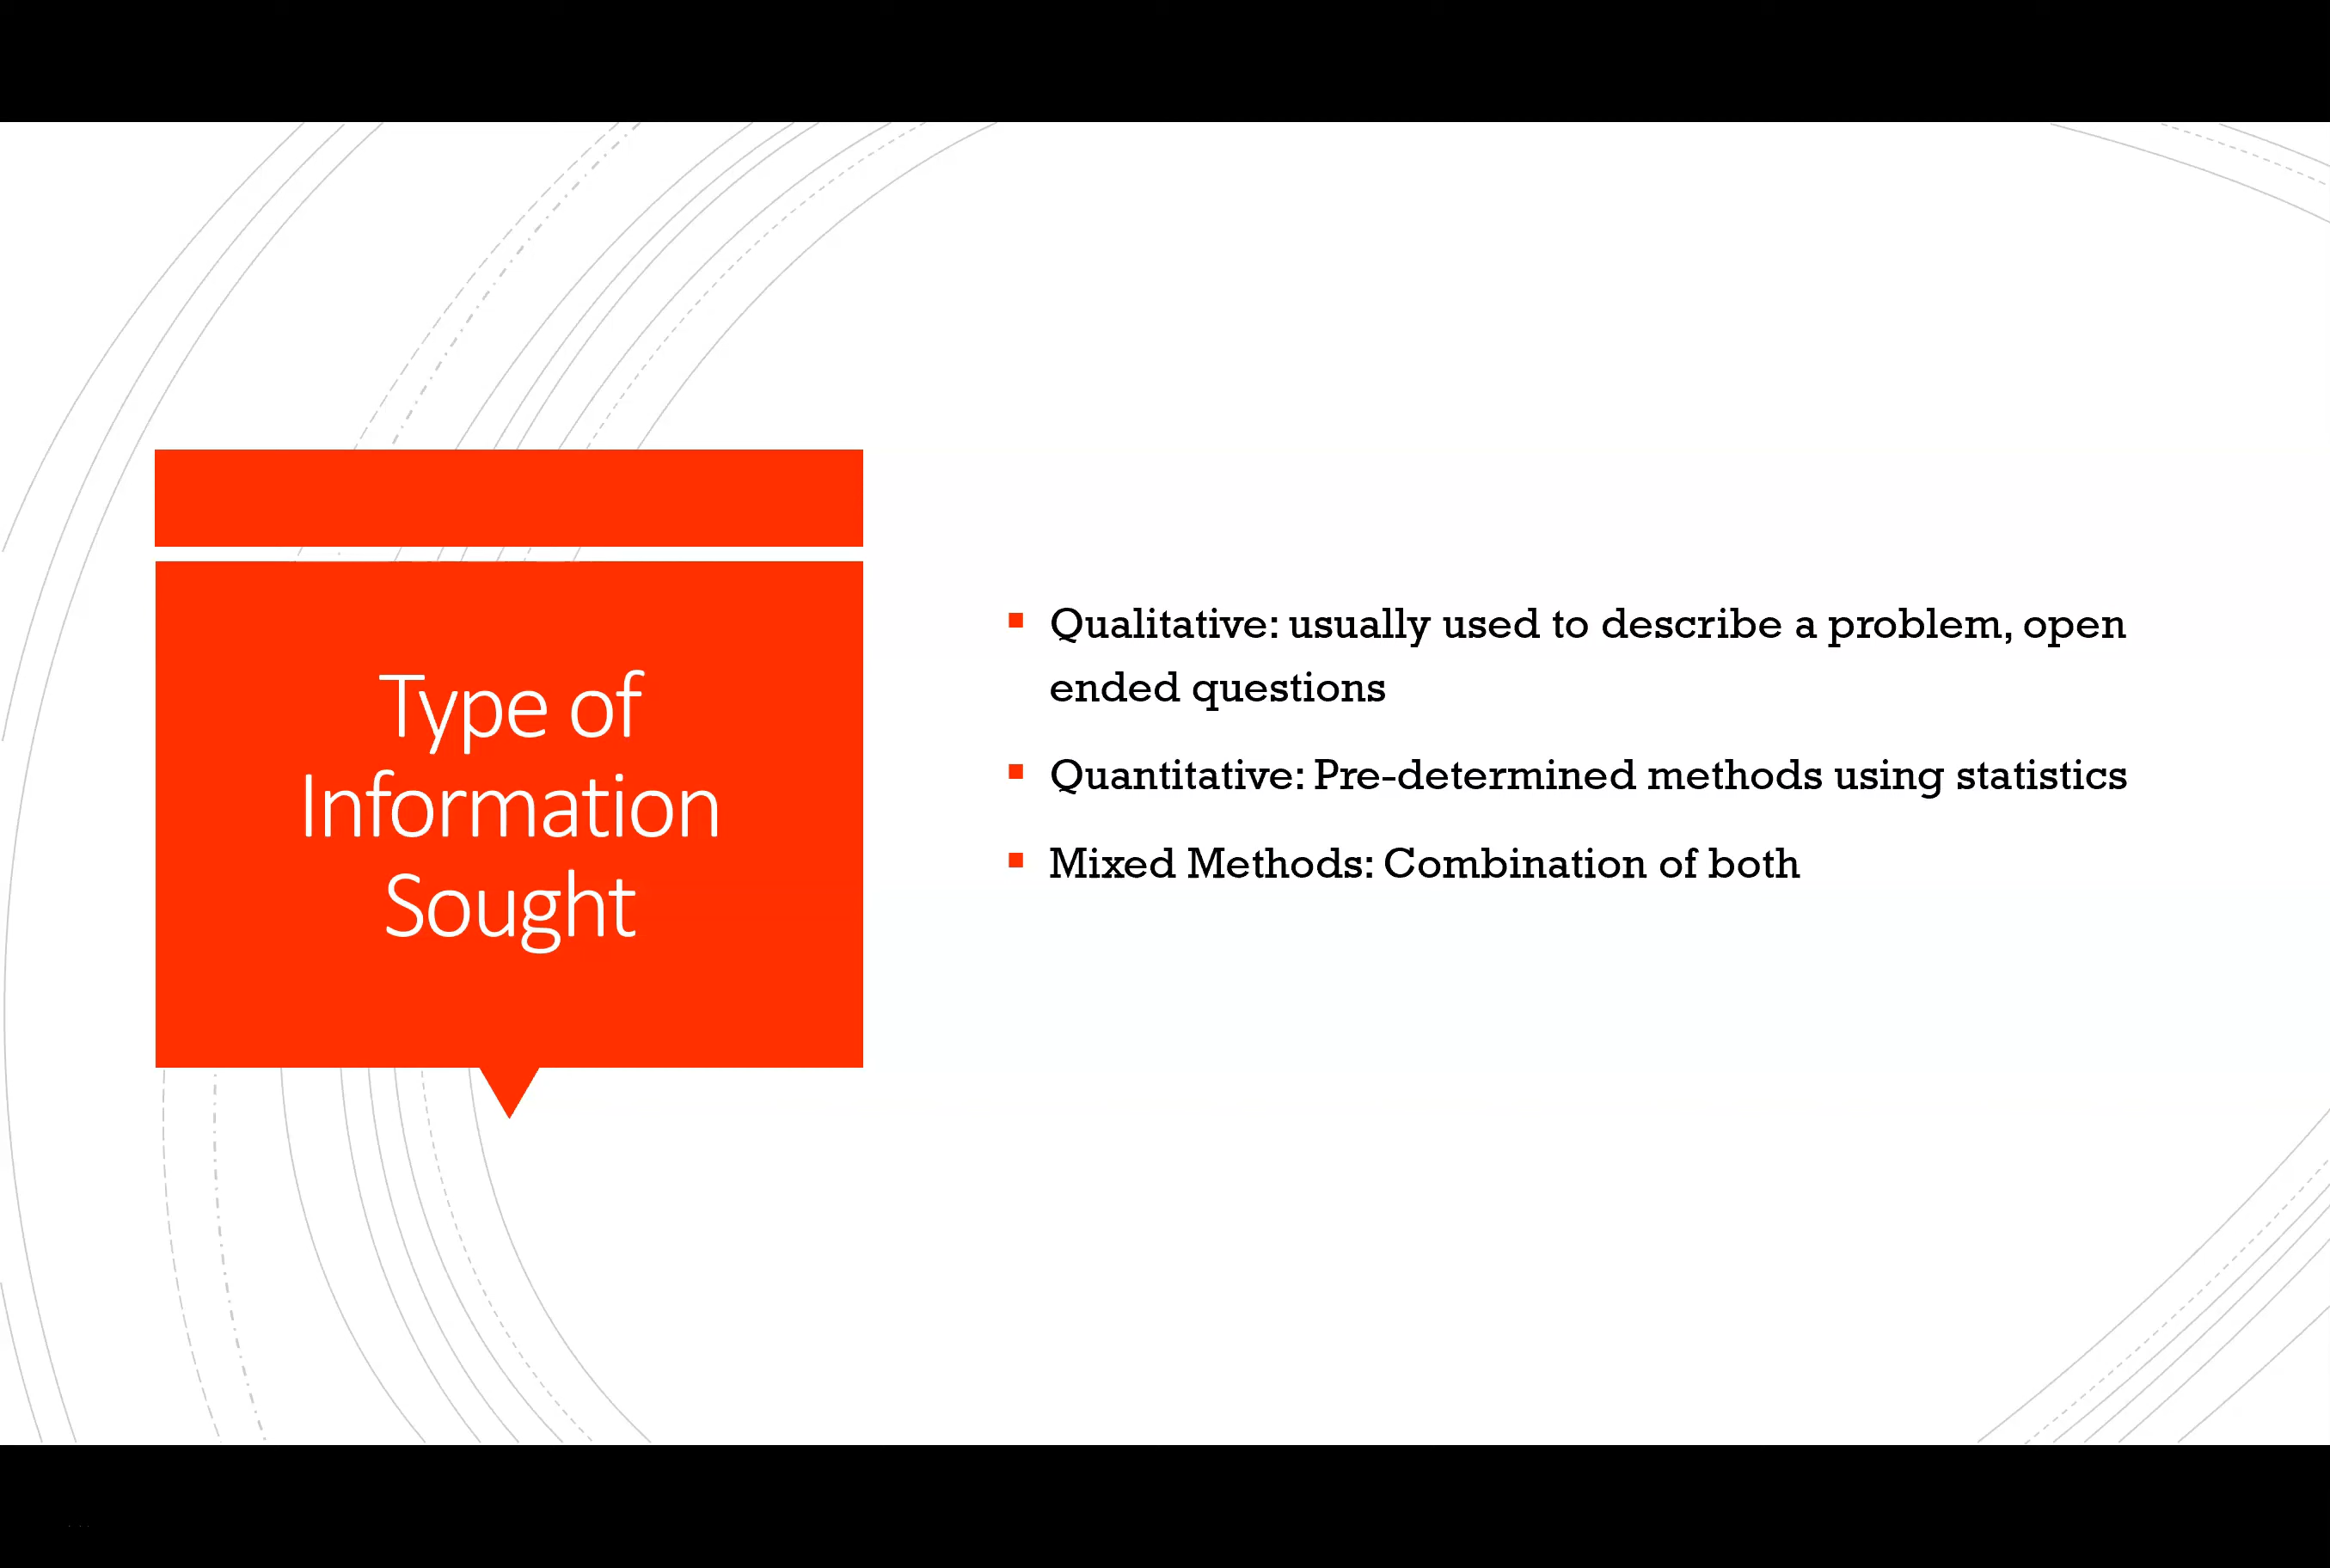 Type of
Information
Sought
Qualitative: usually used to describe a problem, open
ended questions
Quantitative: Pre-determined methods using statistics
Mixed Methods: Combination of both